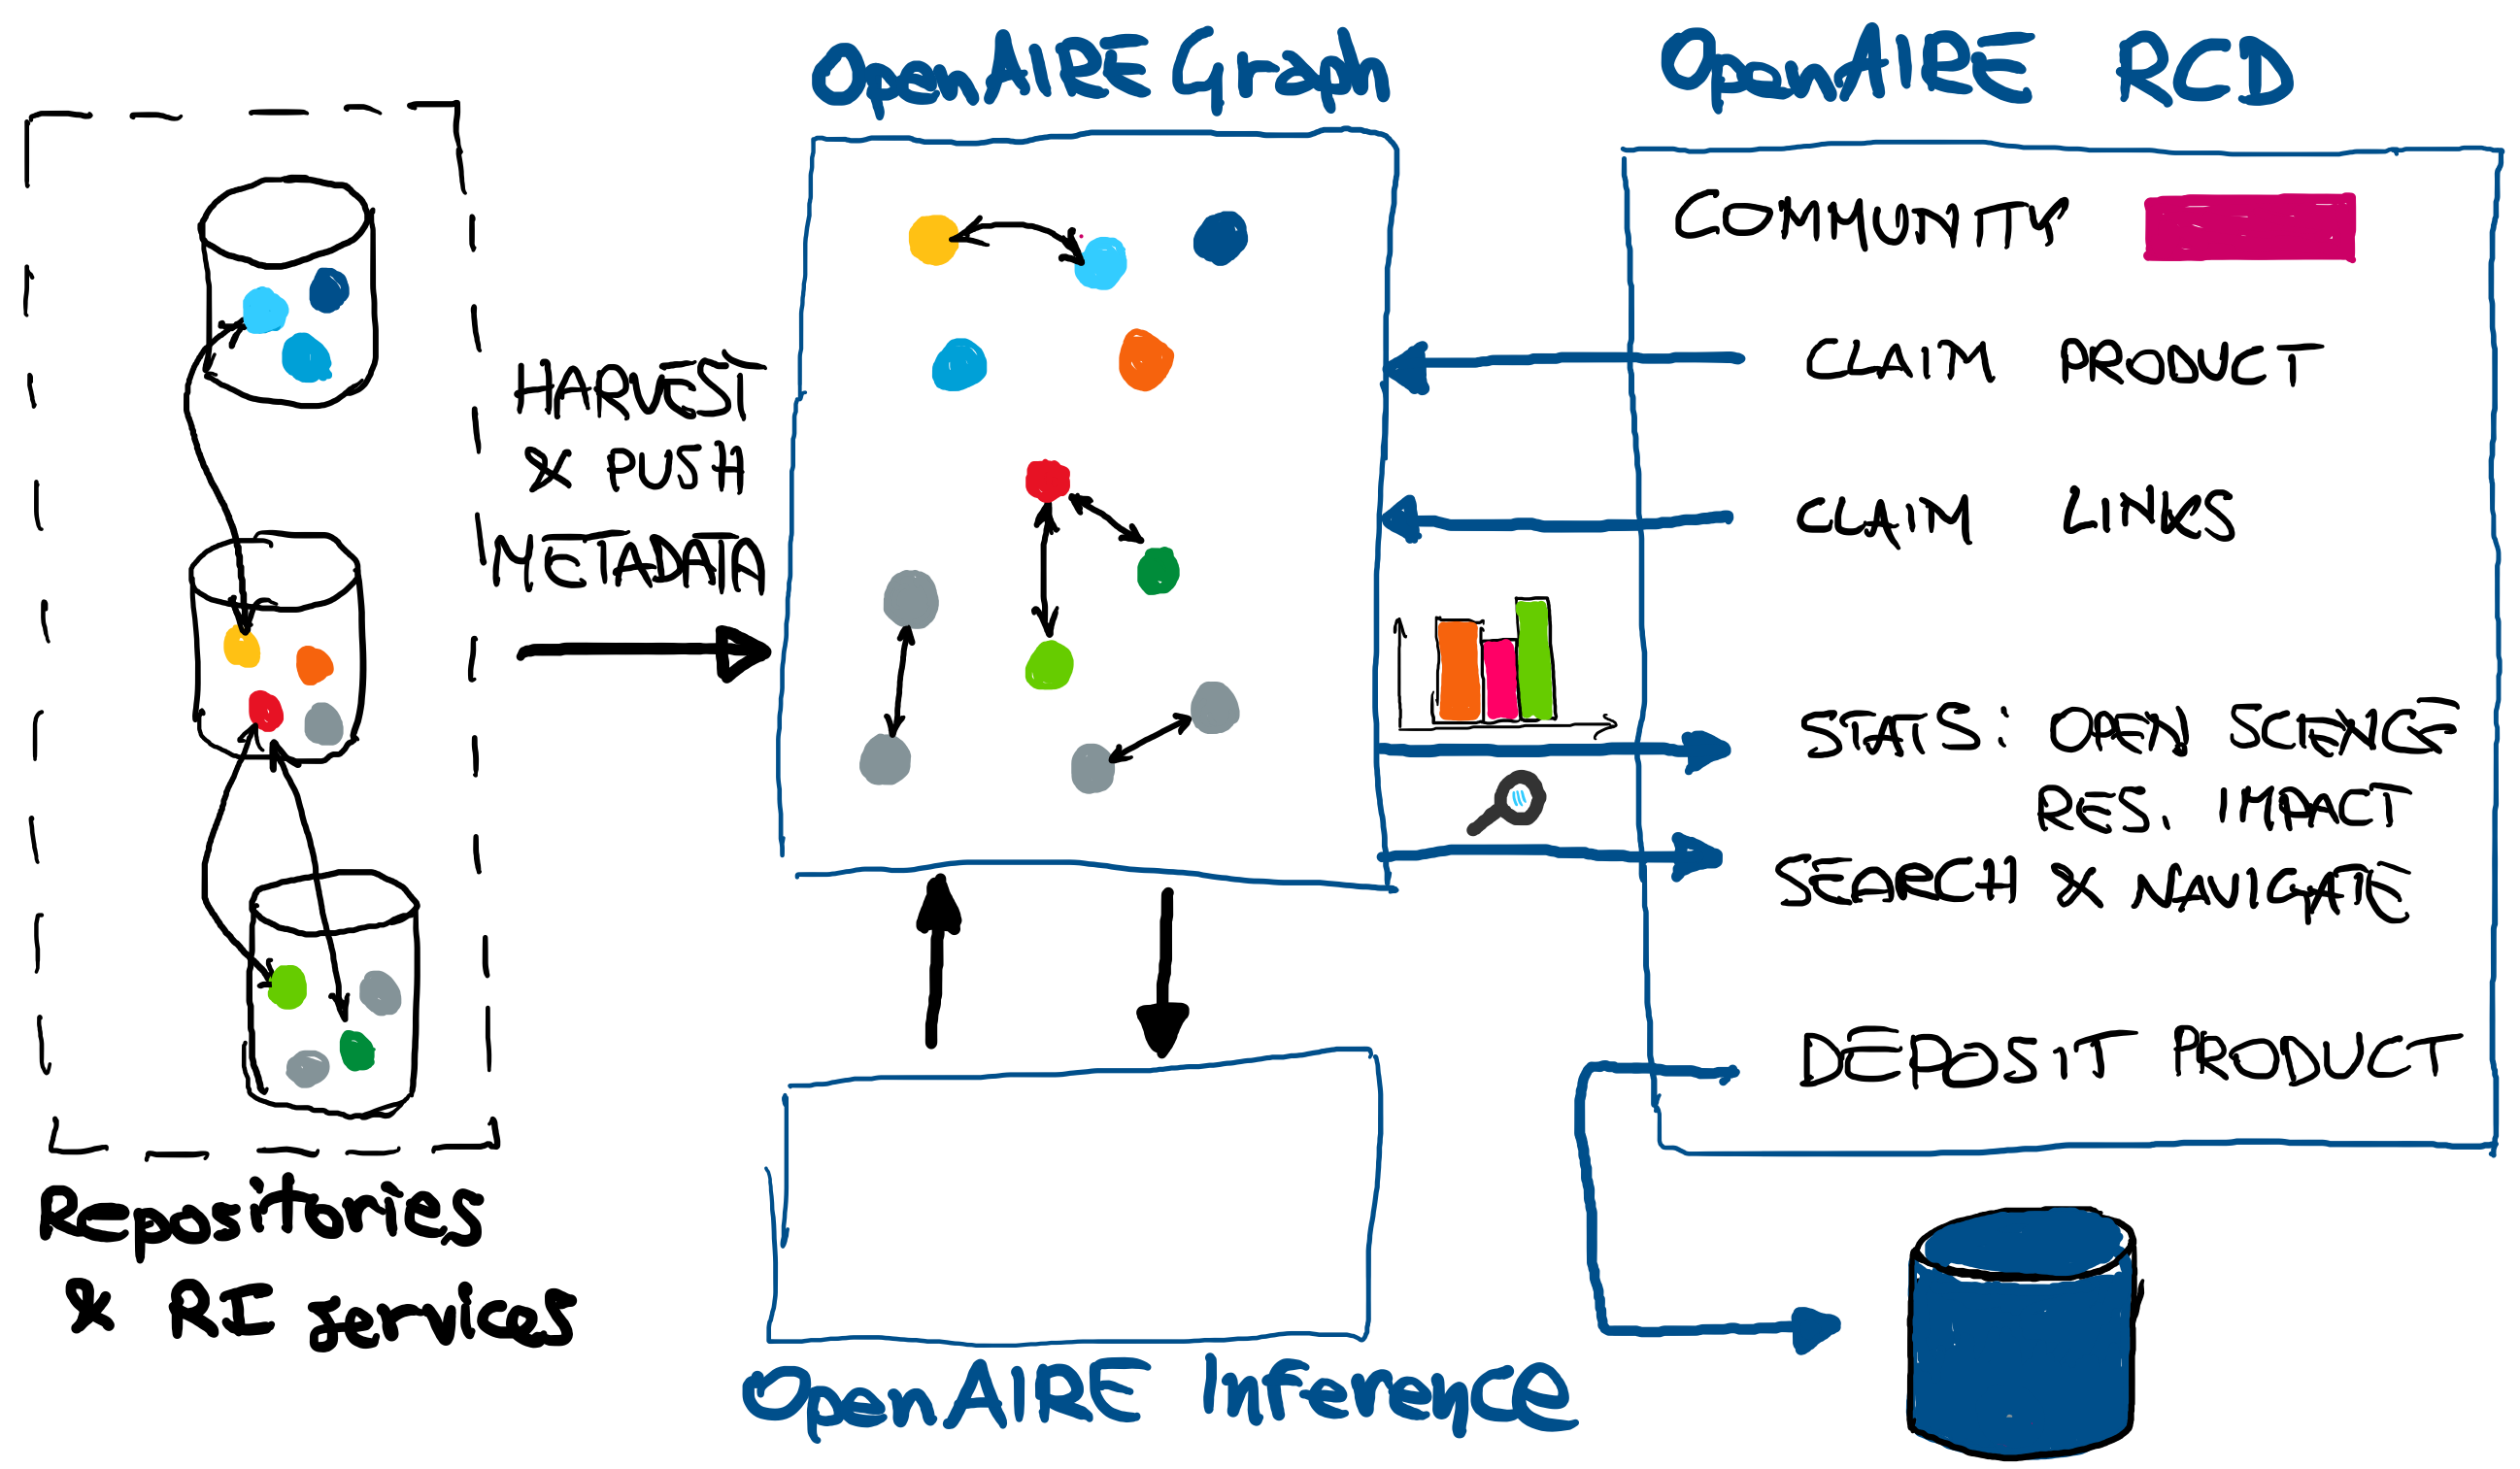 OpenAIRE Graph
OpenAIRE RCD
COMMUNITY
CLAIM PRODUCT
HARVEST
& PUSH
METADATA
CLAIM LINKS
STATS: OPEN SCIENCE
RES. IMPACT
SEARCH & NAVIGATE
DEPOSIT PRODUCT
Repositories
& RI services
OpenAIRE Inference